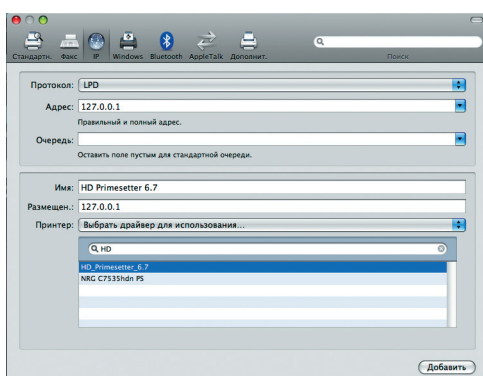 Стандартн. Факс IP Windows Bluetooth AppleTalk Дополнит. Поиск
Протокол: LPD
Адрес: 127.0.0.1
Правильный и полный адрес.
Очередь:
Оставить поле пустым для стандартной очереди.
Имя: HD Primesetter 6.7
Размещен.: 127.0.0.1
Принтер: Выбрать драйвер для использования...
HD
HD_Primesetter_6.7
NRG C7535hdn PS
Добавить